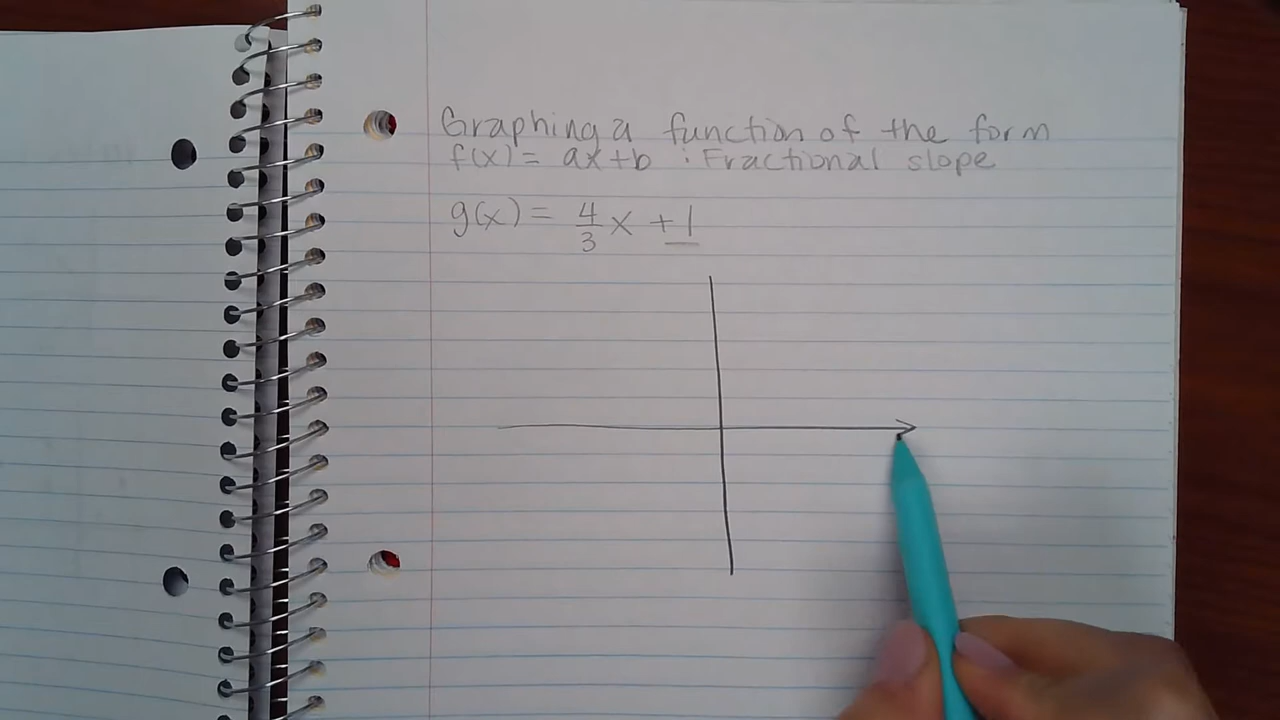 Graphing a function of the form
f(x) = ax+b : Fractional slope
g(x) = 4/3 x + 1